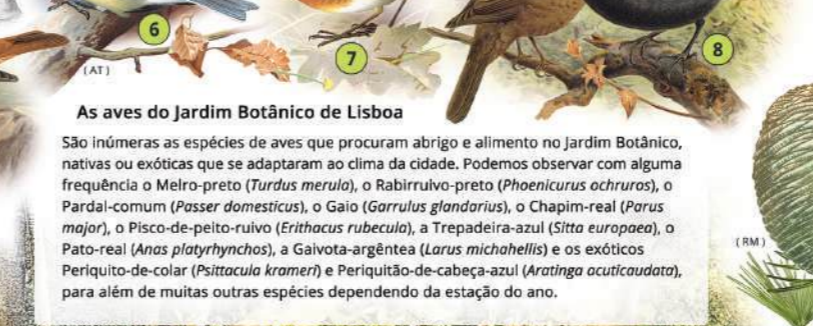 6
7
8
(AT)
As aves do Jardim Botânico de Lisboa
São inúmeras as espécies de aves que procuram abrigo e alimento no Jardim Botânico,
nativas ou exóticas que se adaptaram ao clima da cidade. Podemos observar com alguma
frequência o Melro-preto (Turdus merula), o Rabirruivo-preto (Phoenicurus ochruros), o
Pardal-comum (Passer domesticus), o Gaio (Garrulus glandarius), o Chapim-real (Parus
major), o Pisco-de-peito-ruivo (Erithacus rubecula), a Trepadeira-azul (Sitta europaea), o
Pato-real (Anas platyrhynchos), a Gaivota-argêntea (Larus michahellis) e os exóticos
Periquito-de-colar (Psittacula krameri) e Periquitão-de-cabeça-azul (Aratinga acuticaudata),
para além de muitas outras espécies dependendo da estação do ano.
(RM)